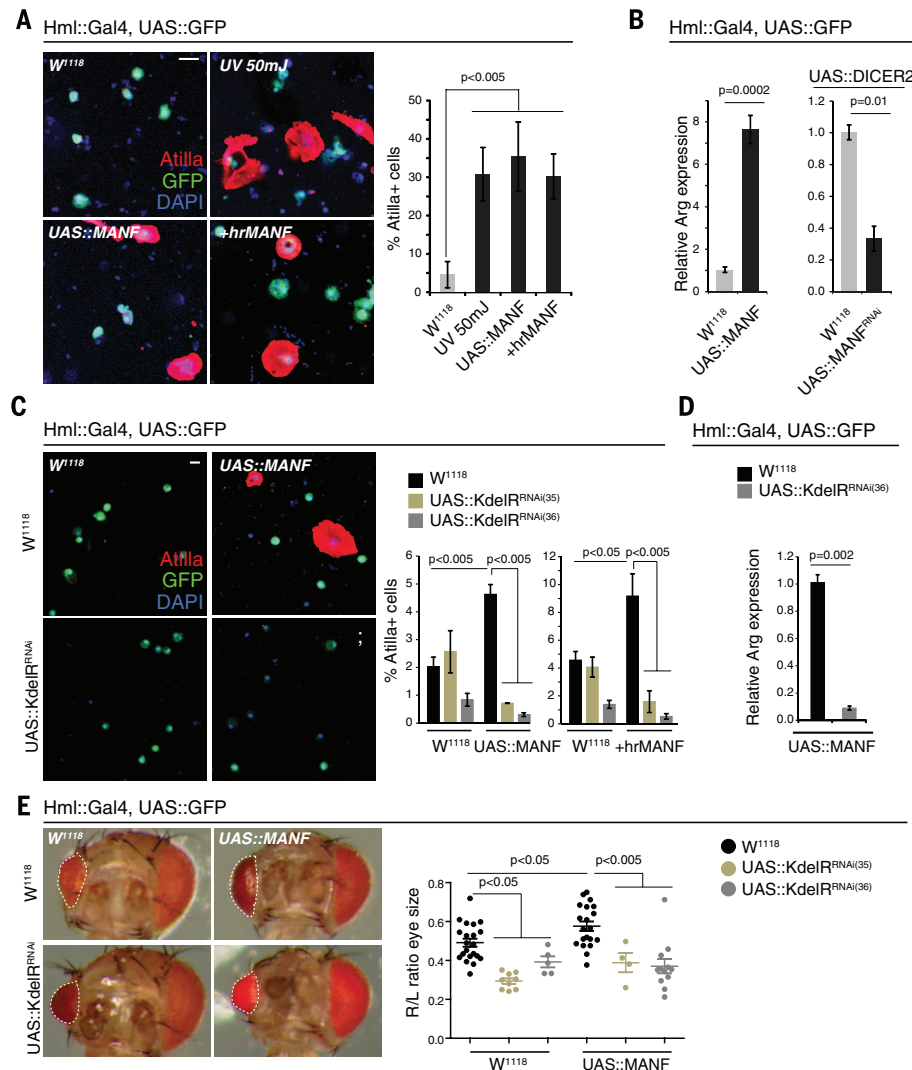 A
Hml::Gal4, UAS::GFP
W1118
UV 50mJ
Atilla
GFP
DAPI
UAS::MANF
+hrMANF
p<0.005
% Atilla+ cells
50
45
40
35
30
25
20
15
10
5
0
W1118
UV 50mJ
UAS::MANF
+hrMANF
B
Hml::Gal4, UAS::GFP
UAS::DICER2
p=0.0002
p=0.01
Relative Arg expression
8
6
4
2
0
1.2
1.0
0.8
0.6
0.4
0.2
0
W1118
UAS::MANF
W1118
UAS::MANFRNAi
C
Hml::Gal4, UAS::GFP
W1118
UAS::MANF
W1118
Atilla
GFP
DAPI
UAS::KdelRRNAi
;
W1118
UAS::KdelRRNAi(35)
UAS::KdelRRNAi(36)
p<0.005
p<0.005
p<0.05
p<0.005
% Atilla+ cells
6
5
4
3
2
1
0
12
10
8
6
4
2
0
W1118
UAS::MANF
W1118
+hrMANF
D
Hml::Gal4, UAS::GFP
W1118
UAS::KdelRRNAi(36)
p=0.002
Relative Arg expression
1.2
1.0
0.8
0.6
0.4
0.2
0.0
UAS::MANF
E
Hml::Gal4, UAS::GFP
W1118
UAS::MANF
W1118
UAS::KdelRRNAi
W1118
UAS::KdelRRNAi(35)
UAS::KdelRRNAi(36)
p<0.05
p<0.005
p<0.05
R/L ratio eye size
0.8
0.6
0.4
0.2
0.0
W1118
UAS::MANF